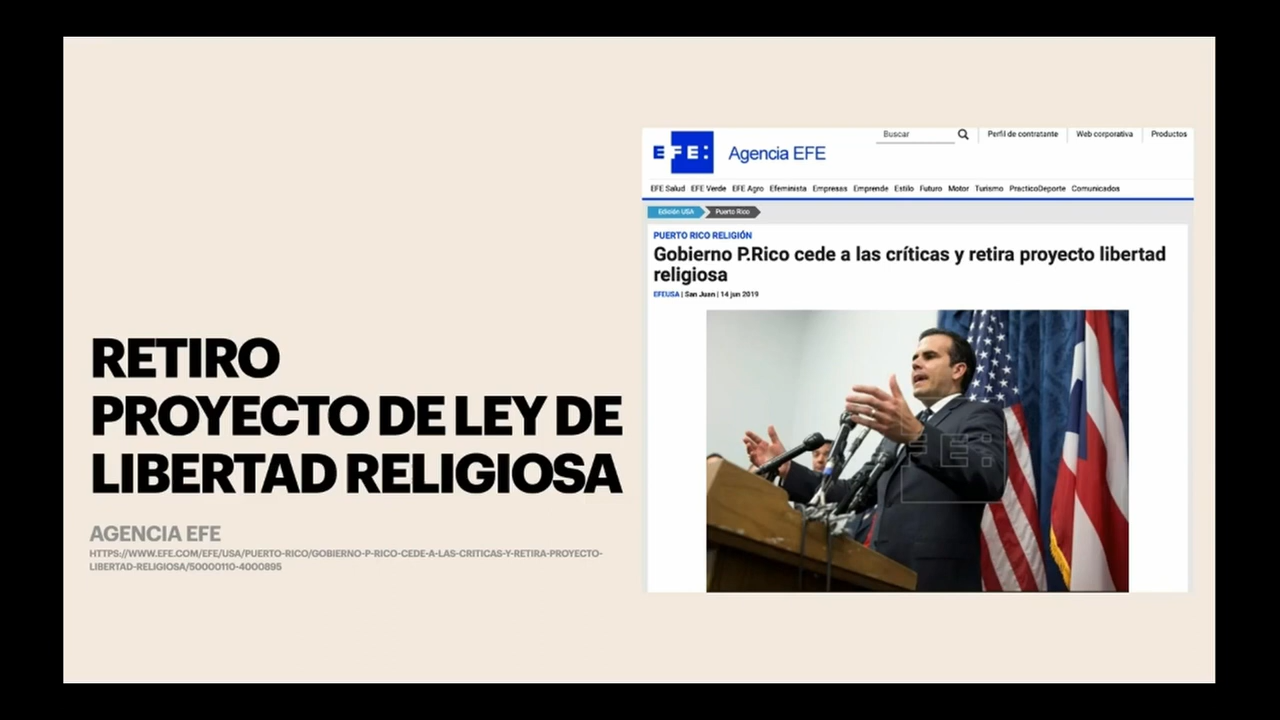 RETIRO
PROYECTO DE LEY DE
LIBERTAD RELIGIOSA
AGENCIA EFE
HTTPS://WWW.EFE.COM/EFE/USA/PUERTO-RICO/GOBIERNO-P-RICO-CEDE-A-LAS-CRITICAS-Y-RETIRA-PROYECTO-
LIBERTAD-RELIGIOSA/50000110-4000895
Buscar Perfil de contratante Web corporativa Productos
EFE: Agencia EFE
EFE Salud EFE Verde EFE Agro Efeminista Empresas Emprende Estilo Futuro Motor Turismo PracticoDeporte Comunicados
Edición USA Puerto Rico
PUERTO RICO RELIGIÓN
Gobierno P.Rico cede a las críticas y retira proyecto libertad
religiosa
EFEUSA | San Juan | 14 jun 2019
EFE: